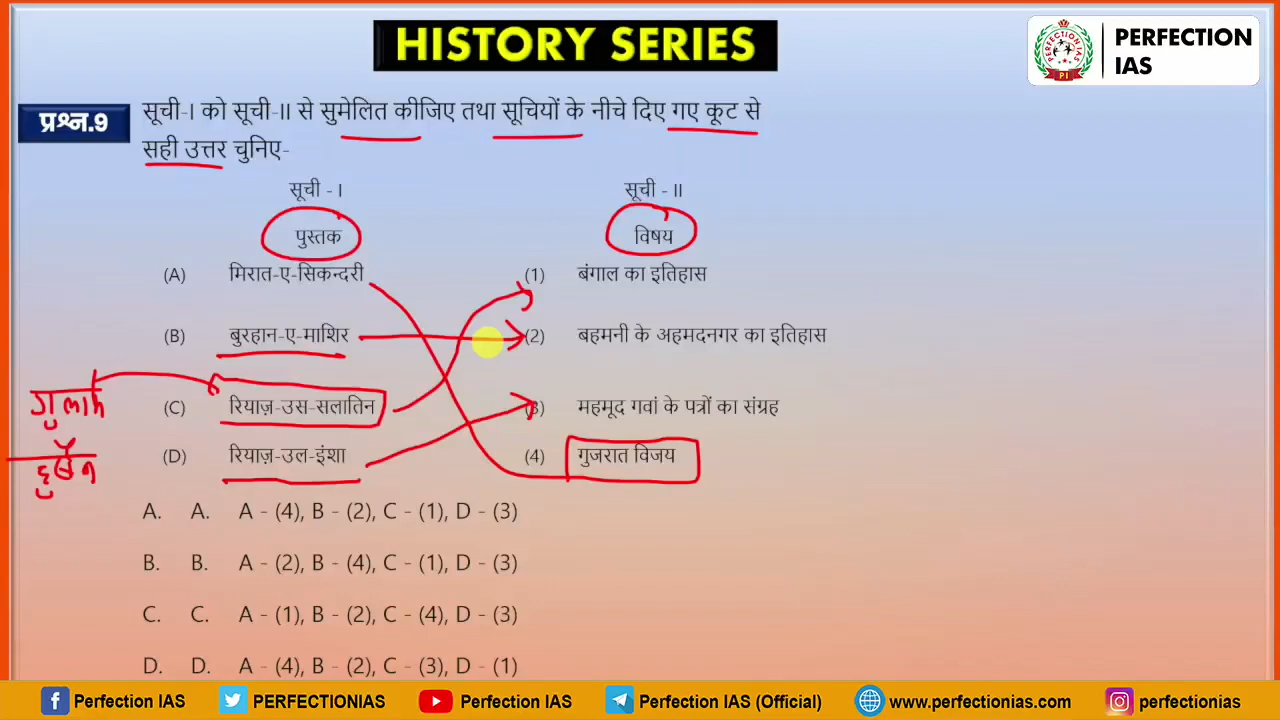 HISTORY SERIES
PERFECTION
IAS
प्रश्न.9
सूची-I को सूची-II से सुमेलित कीजिए तथा सूचियों के नीचे दिए गए कूट से
सही उत्तर चुनिए-
सूची - I सूची - II
पुस्तक विषय
(A) मिरात-ए-सिकन्दरी (1) बंगाल का इतिहास
(B) बुरहान-ए-माशिर (2) बहमनी के अहमदनगर का इतिहास
(C) रियाज़-उस-सलातिन (3) महमूद गवां के पत्रों का संग्रह
(D) रियाज़-उल-इंशा (4) गुजरात विजय
गुलाम
A. A. A - (4), B - (2), C - (1), D - (3)
B. B. A - (2), B - (4), C - (1), D - (3)
C. C. A - (1), B - (2), C - (4), D - (3)
D. D. A - (4), B - (2), C - (3), D - (1)
Perfection IAS PERFECTIONIAS Perfection IAS Perfection IAS (Official) www.perfectionias.com perfectionias